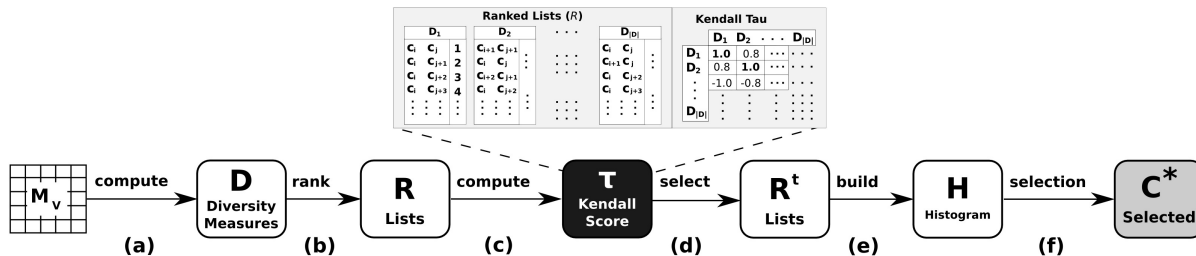 Ranked Lists (R)
D1 D2 · · · D|D|
Ci Cj 1 Ci+1 Cj+1 Ci Cj
Ci Cj+1 2 Ci Cj Ci+1 Cj
Ci Cj+2 3 Ci+2 Cj+1 Ci Cj+2
Ci Cj+3 4 Ci Cj+2 Ci Cj+3
Kendall Tau
D1 D2 · · · D|D|
D1 1.0 0.8 ··· · · ·
D2 0.8 1.0 ··· · · ·
-1.0 -0.8 ··· · · ·
D|D|
Mv
compute
(a)
D
Diversity
Measures
rank
(b)
R
Lists
compute
(c)
τ
Kendall
Score
select
(d)
R^t
Lists
build
(e)
H
Histogram
selection
(f)
C*
Selected